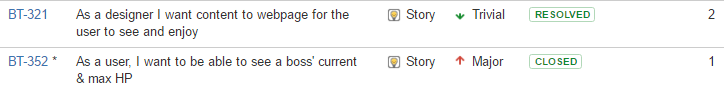 BT-321 As a designer I want content to webpage for the Story Trivial RESOLVED 2
user to see and enjoy
BT-352 * As a user, I want to be able to see a boss' current Story Major CLOSED 1
& max HP